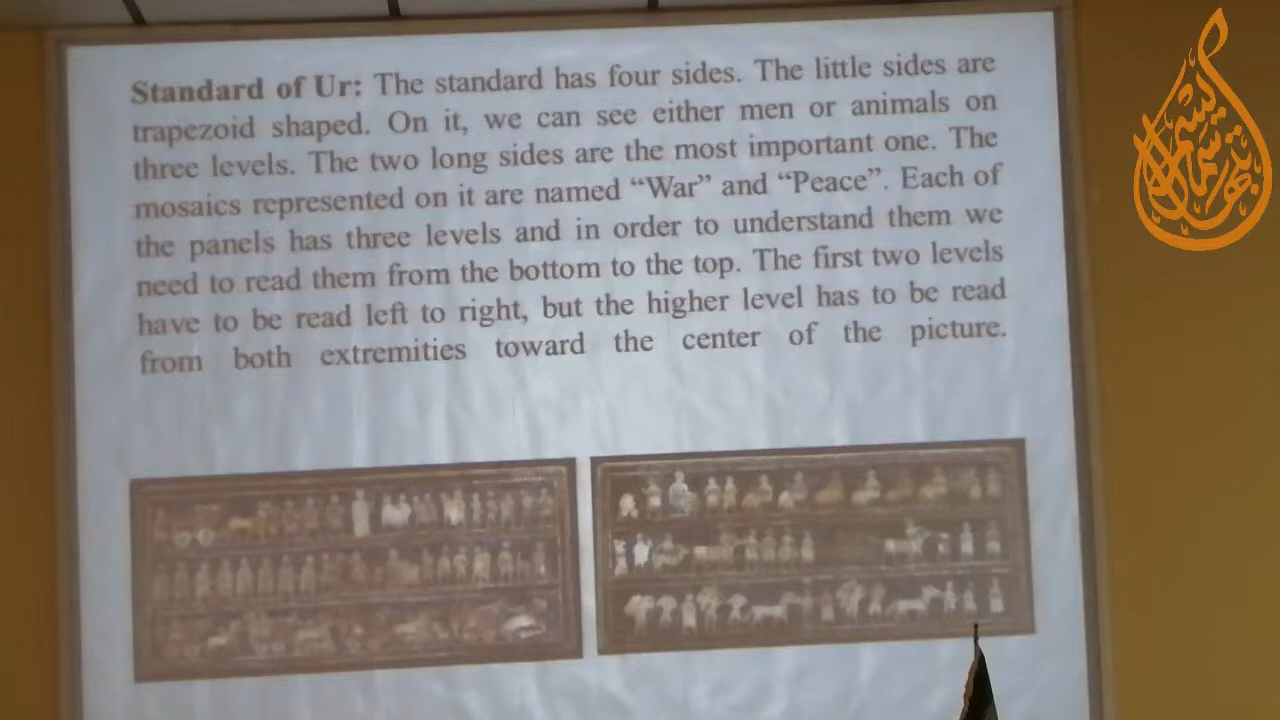 Standard of Ur: The standard has four sides. The little sides are
trapezoid shaped. On it, we can see either men or animals on
three levels. The two long sides are the most important one. The
mosaics represented on it are named “War” and “Peace”. Each of
the panels has three levels and in order to understand them we
need to read them from the bottom to the top. The first two levels
have to be read left to right, but the higher level has to be read
from both extremities toward the center of the picture.